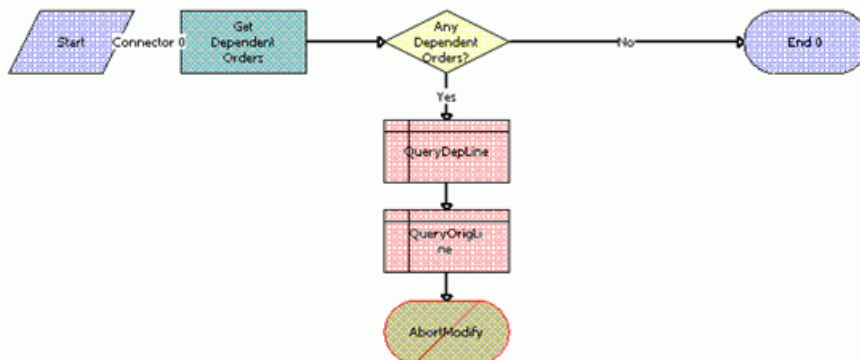 Start
Connector 0
Get
Dependent
Orders
Any
Dependent
Orders?
No
End 0
Yes
QueryDepLine
QueryOrigLi
ne
AbortModify